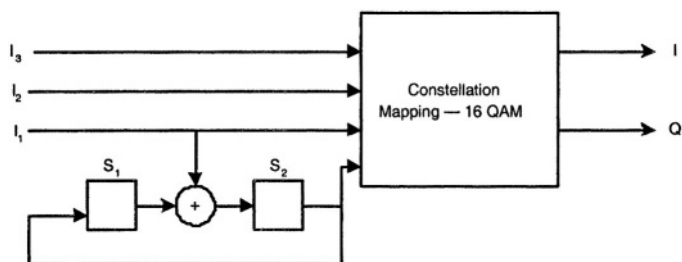 I3
I2
I1
S1
S2
+
Constellation
Mapping — 16 QAM
I
Q